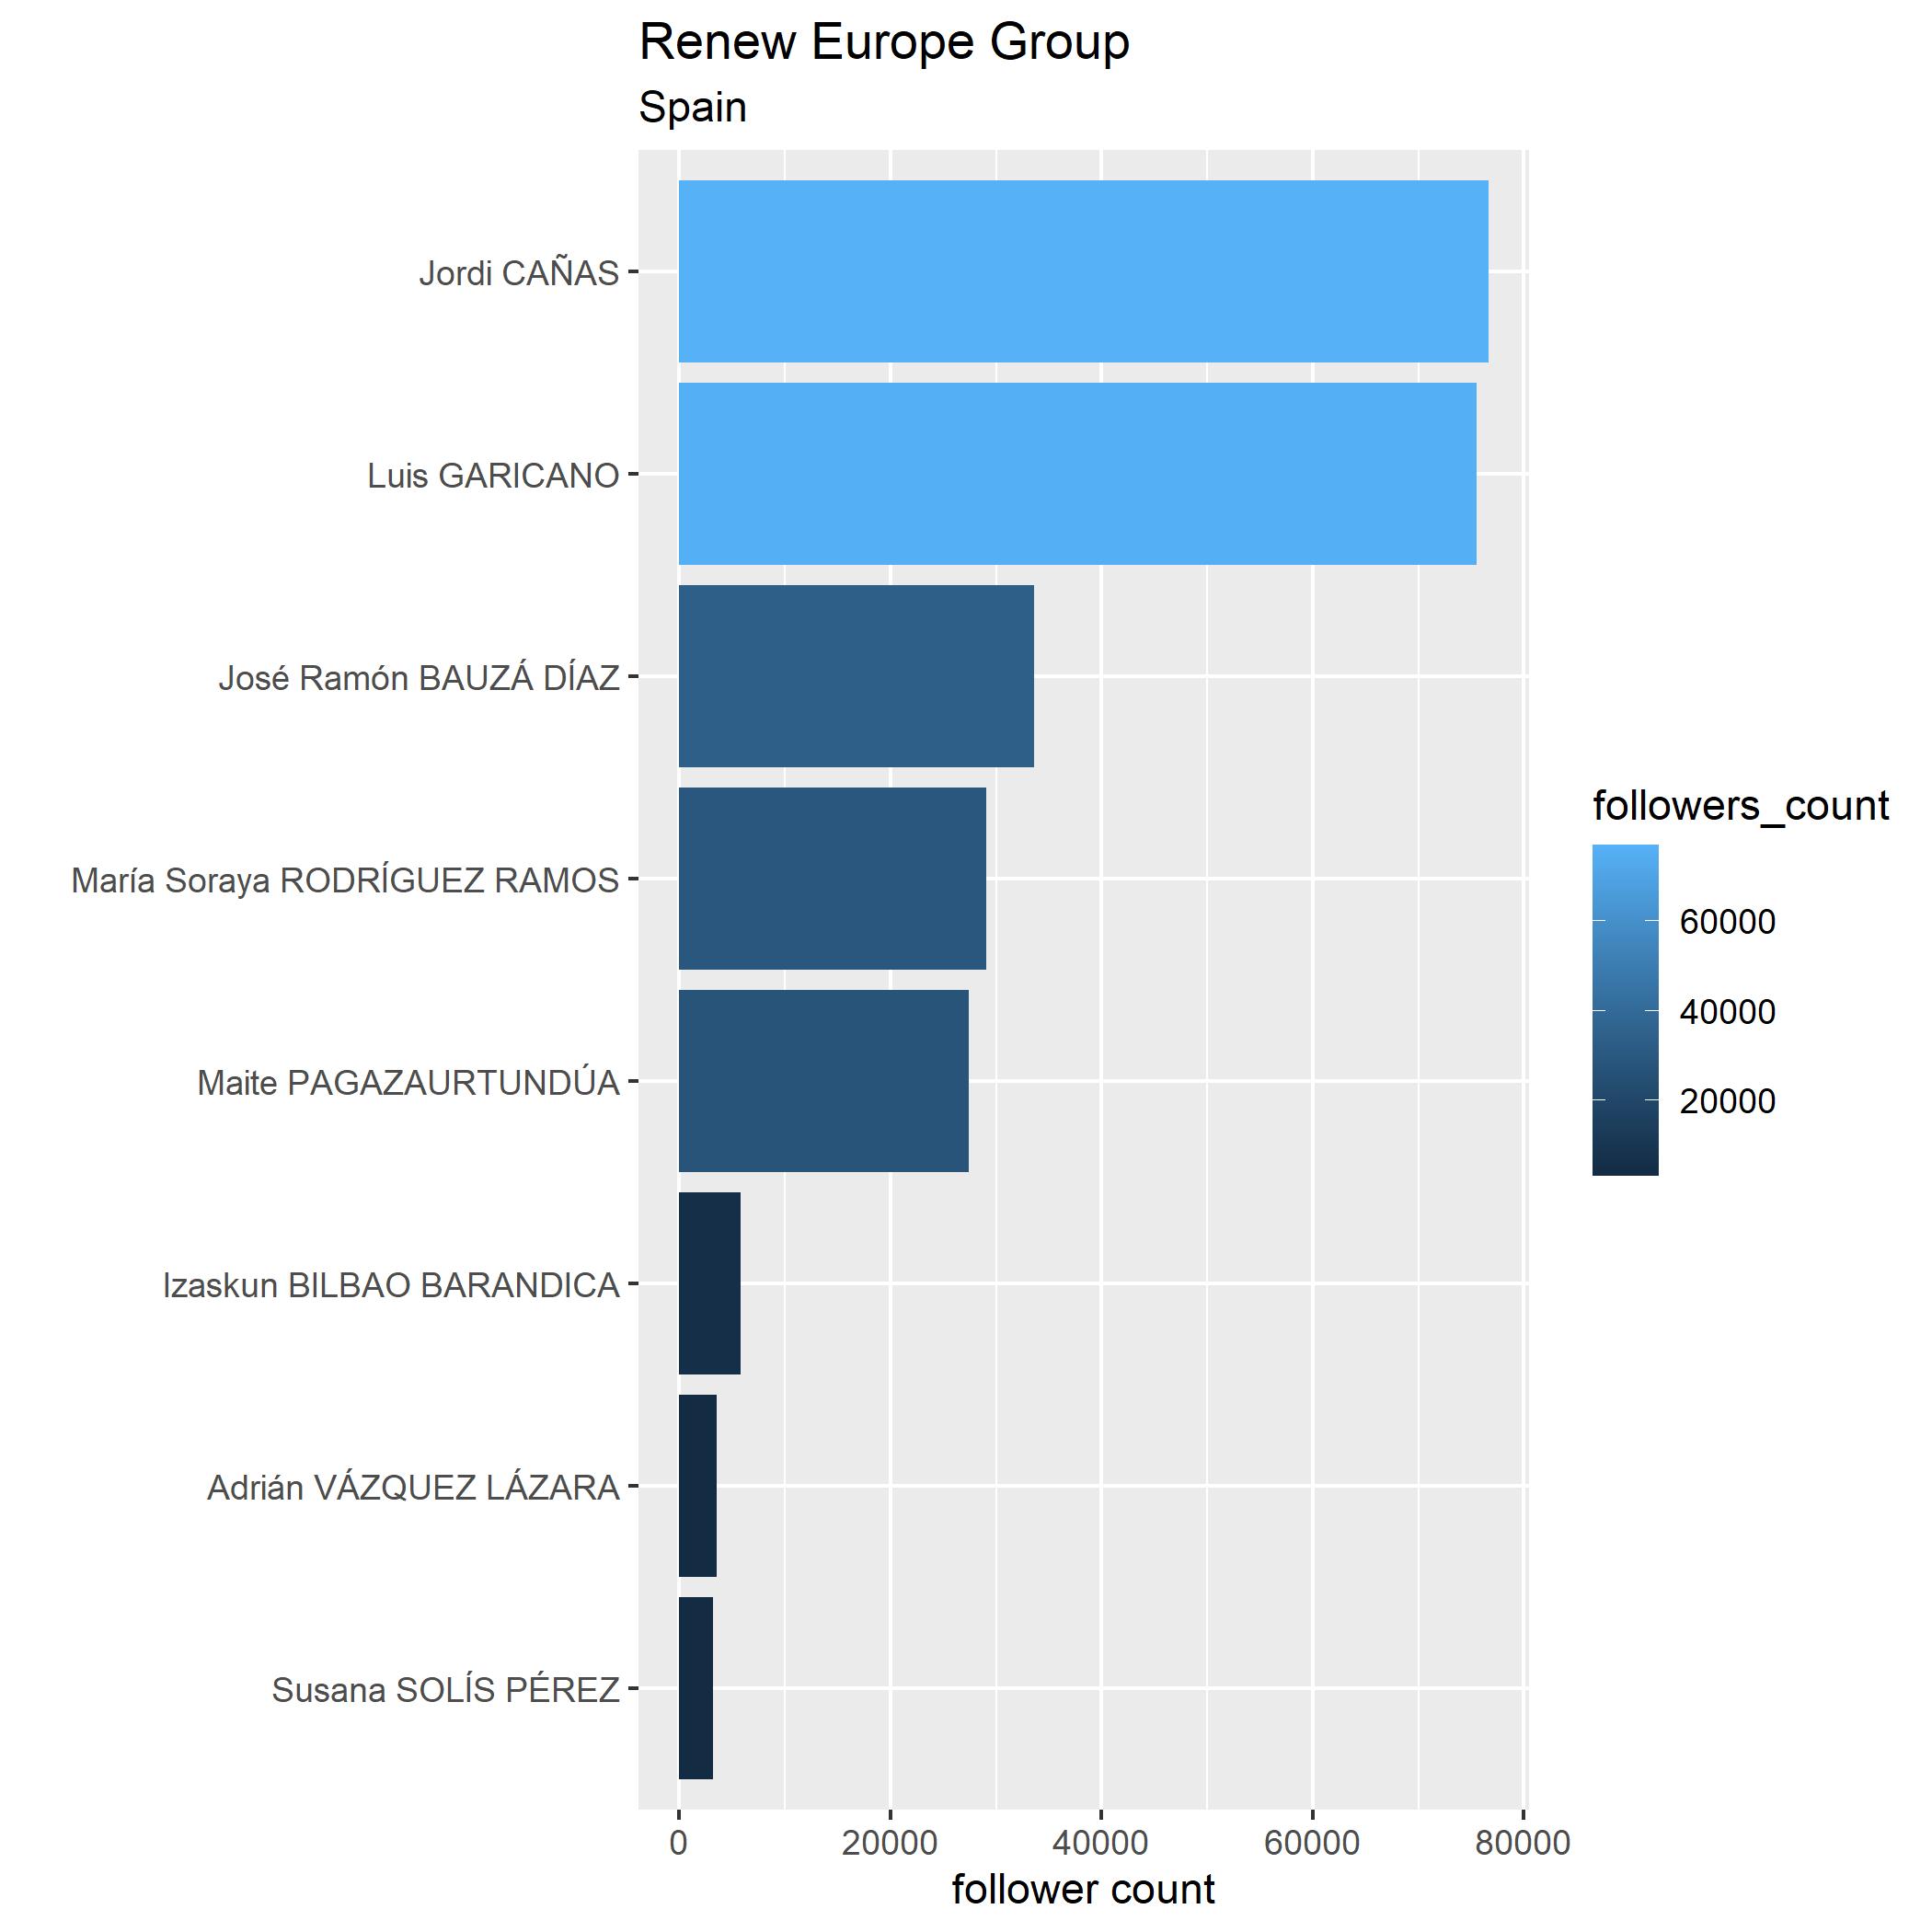 Renew Europe Group
Spain
Jordi CAÑAS
Luis GARICANO
José Ramón BAUZÁ DÍAZ
María Soraya RODRÍGUEZ RAMOS
Maite PAGAZAURTUNDÚA
Izaskun BILBAO BARANDICA
Adrián VÁZQUEZ LÁZARA
Susana SOLÍS PÉREZ
0 20000 40000 60000 80000
follower count
followers_count
60000
40000
20000